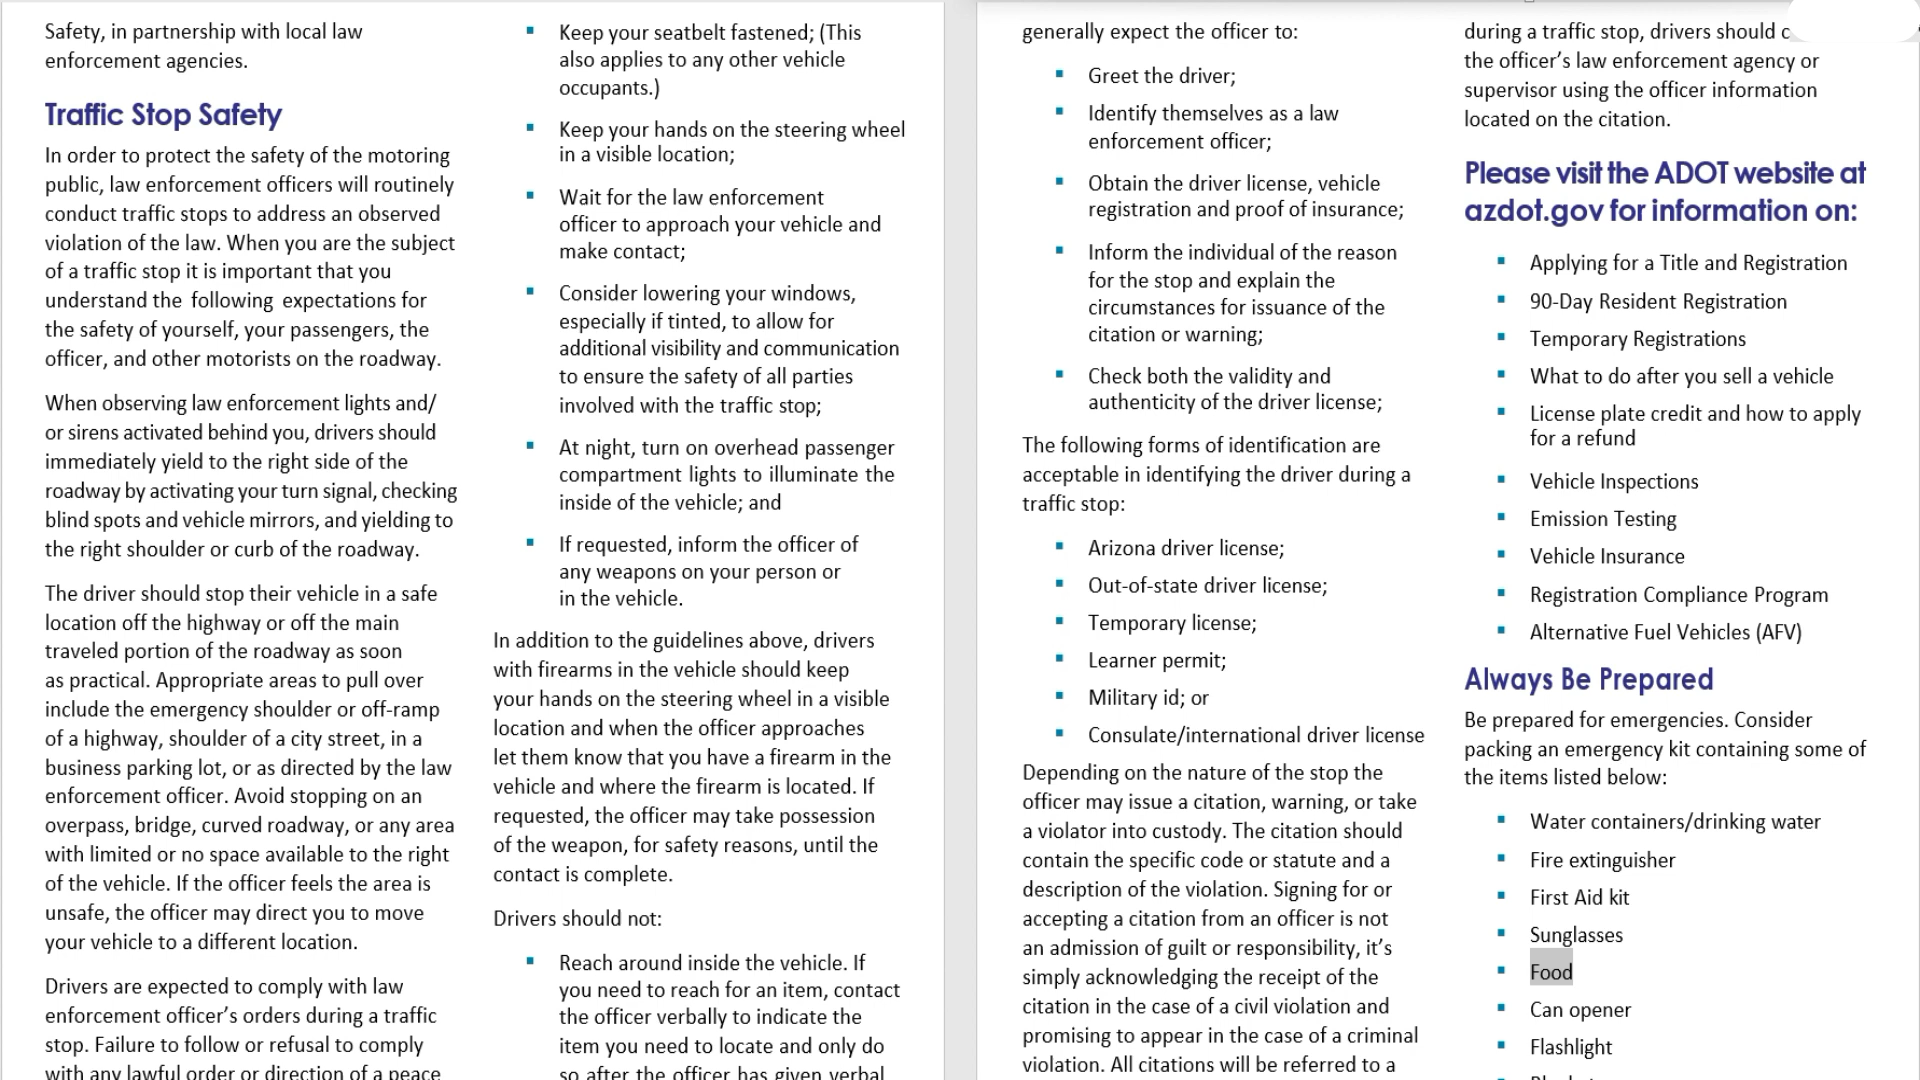 Safety, in partnership with local law
enforcement agencies.
Traffic Stop Safety
In order to protect the safety of the motoring
public, law enforcement officers will routinely
conduct traffic stops to address an observed
violation of the law. When you are the subject
of a traffic stop it is important that you
understand the following expectations for
the safety of yourself, your passengers, the
officer, and other motorists on the roadway.
When observing law enforcement lights and/
or sirens activated behind you, drivers should
immediately yield to the right side of the
roadway by activating your turn signal, checking
blind spots and vehicle mirrors, and yielding to
the right shoulder or curb of the roadway.
The driver should stop their vehicle in a safe
location off the highway or off the main
traveled portion of the roadway as soon
as practical. Appropriate areas to pull over
include the emergency shoulder or off-ramp
of a highway, shoulder of a city street, in a
business parking lot, or as directed by the law
enforcement officer. Avoid stopping on an
overpass, bridge, curved roadway, or any area
with limited or no space available to the right
of the vehicle. If the officer feels the area is
unsafe, the officer may direct you to move
your vehicle to a different location.
Drivers are expected to comply with law
enforcement officer's orders during a traffic
stop. Failure to follow or refusal to comply
with any lawful order or direction of a peace
▪ Keep your seatbelt fastened; (This
also applies to any other vehicle
occupants.)
▪ Keep your hands on the steering wheel
in a visible location;
▪ Wait for the law enforcement
officer to approach your vehicle and
make contact;
▪ Consider lowering your windows,
especially if tinted, to allow for
additional visibility and communication
to ensure the safety of all parties
involved with the traffic stop;
▪ At night, turn on overhead passenger
compartment lights to illuminate the
inside of the vehicle; and
▪ If requested, inform the officer of
any weapons on your person or
in the vehicle.
In addition to the guidelines above, drivers
with firearms in the vehicle should keep
your hands on the steering wheel in a visible
location and when the officer approaches
let them know that you have a firearm in the
vehicle and where the firearm is located. If
requested, the officer may take possession
of the weapon, for safety reasons, until the
contact is complete.
Drivers should not:
▪ Reach around inside the vehicle. If
you need to reach for an item, contact
the officer verbally to indicate the
item you need to locate and only do
so after the officer has given verbal
generally expect the officer to:
▪ Greet the driver;
▪ Identify themselves as a law
enforcement officer;
▪ Obtain the driver license, vehicle
registration and proof of insurance;
▪ Inform the individual of the reason
for the stop and explain the
circumstances for issuance of the
citation or warning;
▪ Check both the validity and
authenticity of the driver license;
The following forms of identification are
acceptable in identifying the driver during a
traffic stop:
▪ Arizona driver license;
▪ Out-of-state driver license;
▪ Temporary license;
▪ Learner permit;
▪ Military id; or
▪ Consulate/international driver license
Depending on the nature of the stop the
officer may issue a citation, warning, or take
a violator into custody. The citation should
contain the specific code or statute and a
description of the violation. Signing for or
accepting a citation from an officer is not
an admission of guilt or responsibility, it's
simply acknowledging the receipt of the
citation in the case of a civil violation and
promising to appear in the case of a criminal
violation. All citations will be referred to a
during a traffic stop, drivers should
the officer's law enforcement agency or
supervisor using the officer information
located on the citation.
Please visit the ADOT website at
azdot.gov for information on:
▪ Applying for a Title and Registration
▪ 90-Day Resident Registration
▪ Temporary Registrations
▪ What to do after you sell a vehicle
▪ License plate credit and how to apply
for a refund
▪ Vehicle Inspections
▪ Emission Testing
▪ Vehicle Insurance
▪ Registration Compliance Program
▪ Alternative Fuel Vehicles (AFV)
Always Be Prepared
Be prepared for emergencies. Consider
packing an emergency kit containing some of
the items listed below:
▪ Water containers/drinking water
▪ Fire extinguisher
▪ First Aid kit
▪ Sunglasses
▪ Food
▪ Can opener
▪ Flashlight